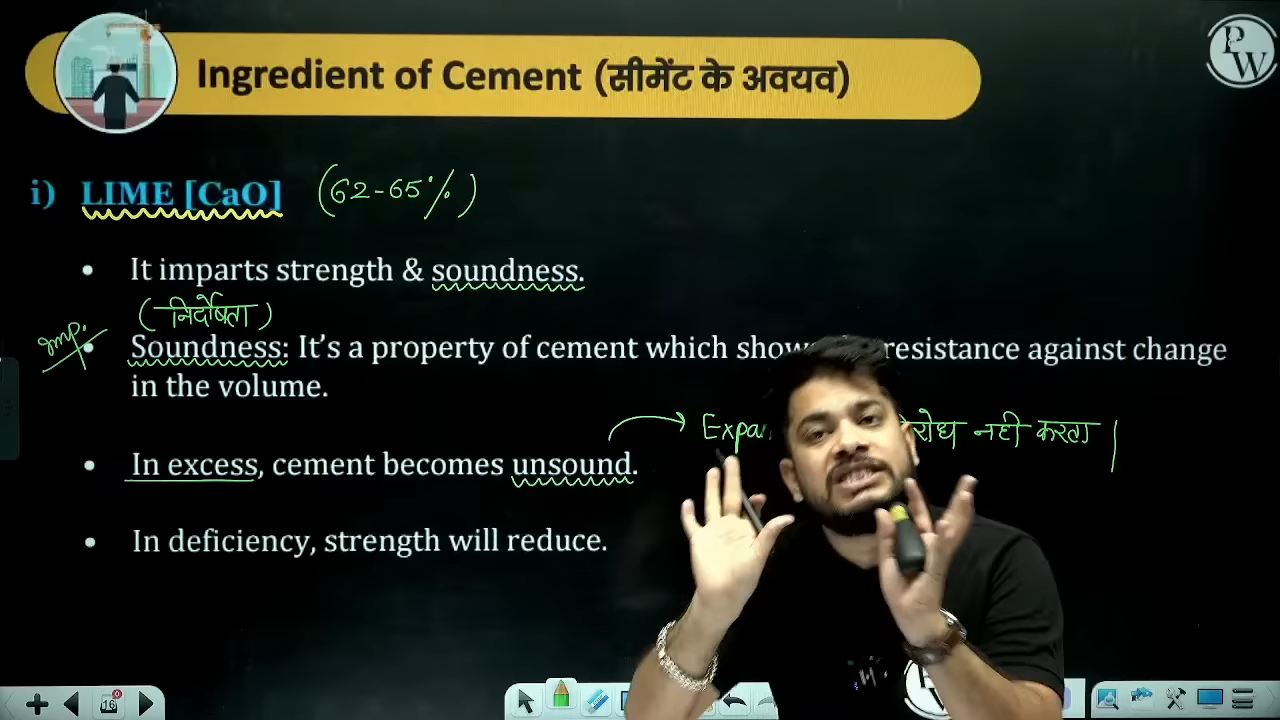 Ingredient of Cement (सीमेंट के अवयव)
PW
i) LIME [CaO] (62-65%)
• It imparts strength & soundness.
(निर्दोषता)
imp.
• Soundness: It's a property of cement which resistance against change
in the volume.
नही करता |
• In excess, cement becomes unsound.
• In deficiency, strength will reduce.
16